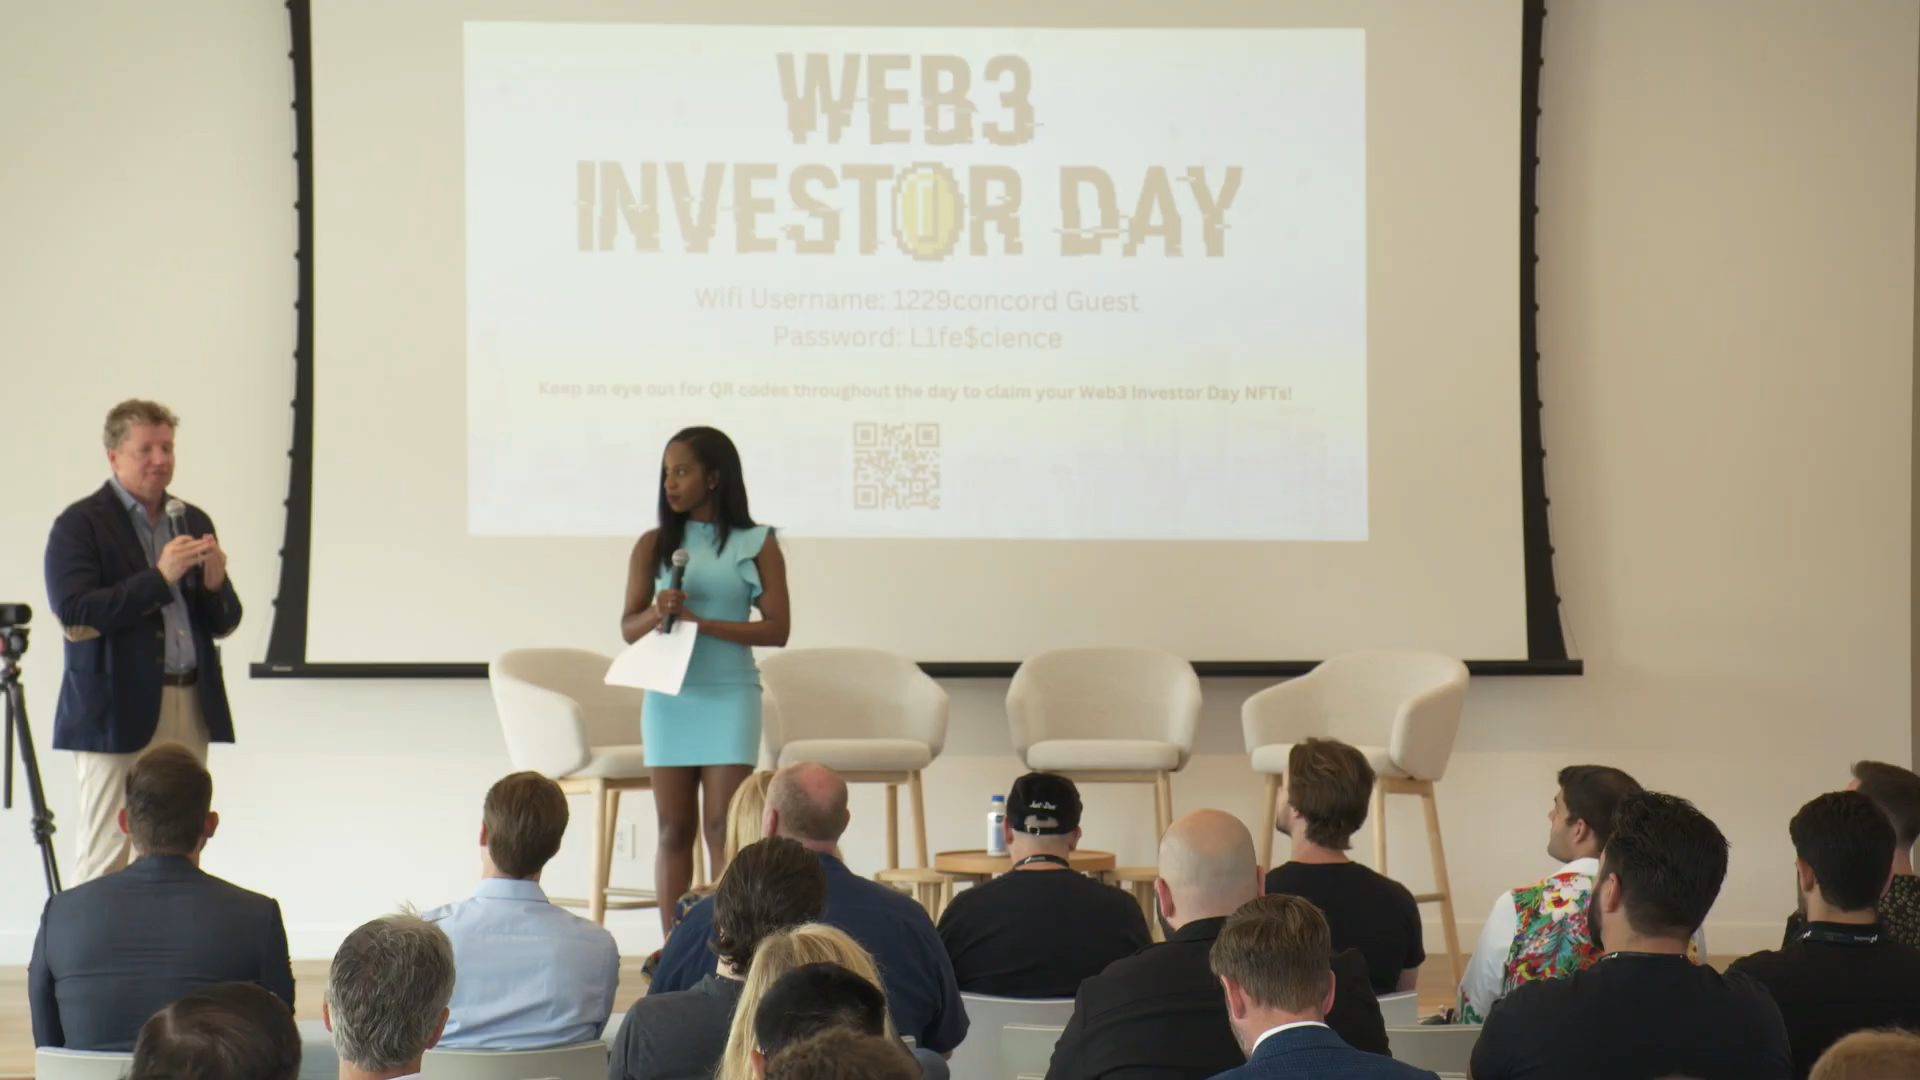 WEB3
INVESTOR DAY
Wifi Username: 1229concord Guest
Password: L1fe$cience
Keep an eye out for QR codes throughout the day to claim your Web3 Investor Day NFTs!